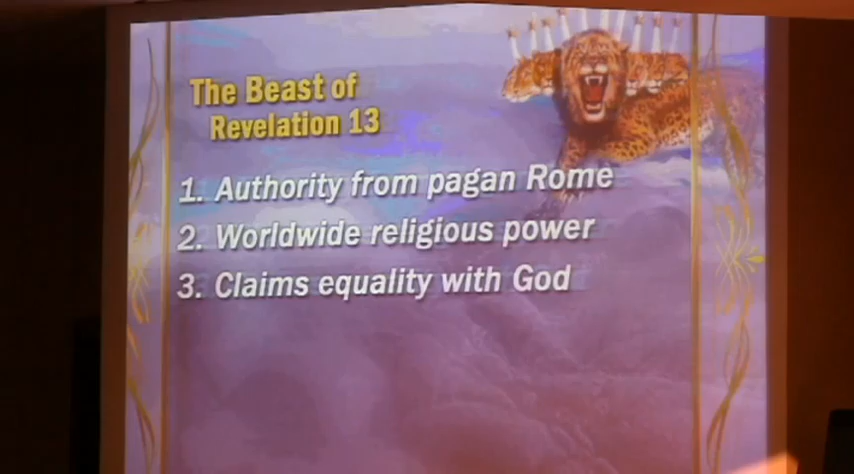 The Beast of
Revelation 13
1. Authority from pagan Rome
2. Worldwide religious power
3. Claims equality with God